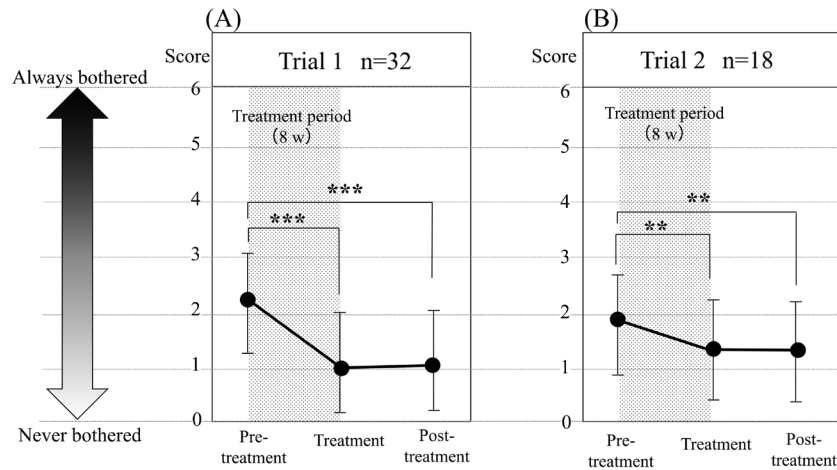 (A)
Score
Trial 1 n=32
Always bothered
6
Treatment period
(8 w)
5
4
***
***
3
2
1
0
Never bothered
Pre-
treatment
Treatment
Post-
treatment
(B)
Score
Trial 2 n=18
6
Treatment period
(8 w)
5
4
**
**
3
2
1
0
Pre-
treatment
Treatment
Post-
treatment